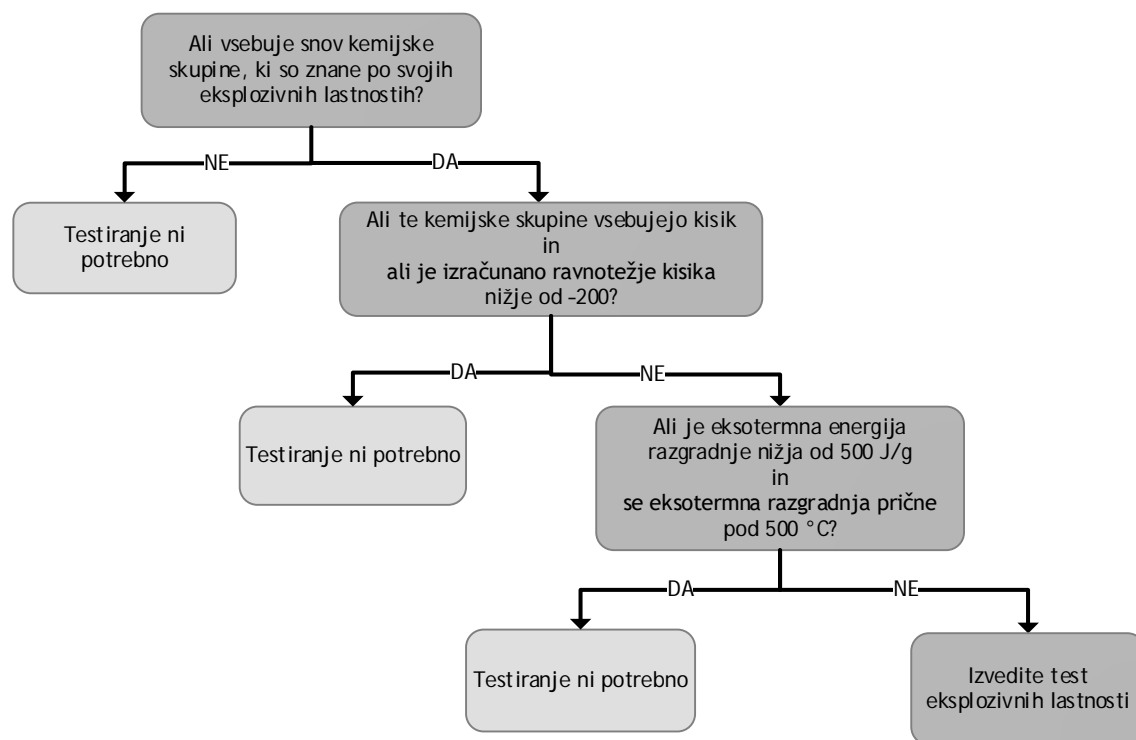 Ali vsebuje snov kemijske
skupine, ki so znane po svojih
eksplozivnih lastnostih?
NE
DA
Testiranje ni
potrebno
Ali te kemijske skupine vsebujejo kisik
in
ali je izračunano ravnotežje kisika
nižje od –200?
DA
NE
Testiranje ni potrebno
Ali je eksotermna energija
razgradnje nižja od 500 J/g
in
se eksotermna razgradnja prične
pod 500 °C?
DA
NE
Testiranje ni potrebno
Izvedite test
eksplozivnih lastnosti